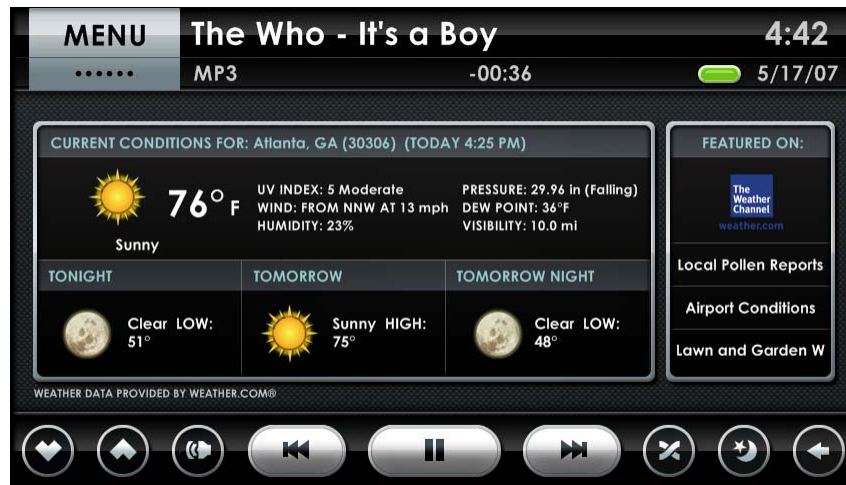 MENU
The Who - It's a Boy
4:42
MP3
-00:36
5/17/07
CURRENT CONDITIONS FOR: Atlanta, GA (30306) (TODAY 4:25 PM)
76° F
Sunny
UV INDEX: 5 Moderate
WIND: FROM NNW AT 13 mph
HUMIDITY: 23%
PRESSURE: 29.96 in (Falling)
DEW POINT: 36°F
VISIBILITY: 10.0 mi
TONIGHT
Clear LOW:
51°
TOMORROW
Sunny HIGH:
75°
TOMORROW NIGHT
Clear LOW:
48°
FEATURED ON:
The
Weather
Channel
weather.com
Local Pollen Reports
Airport Conditions
Lawn and Garden W
WEATHER DATA PROVIDED BY WEATHER.COM®